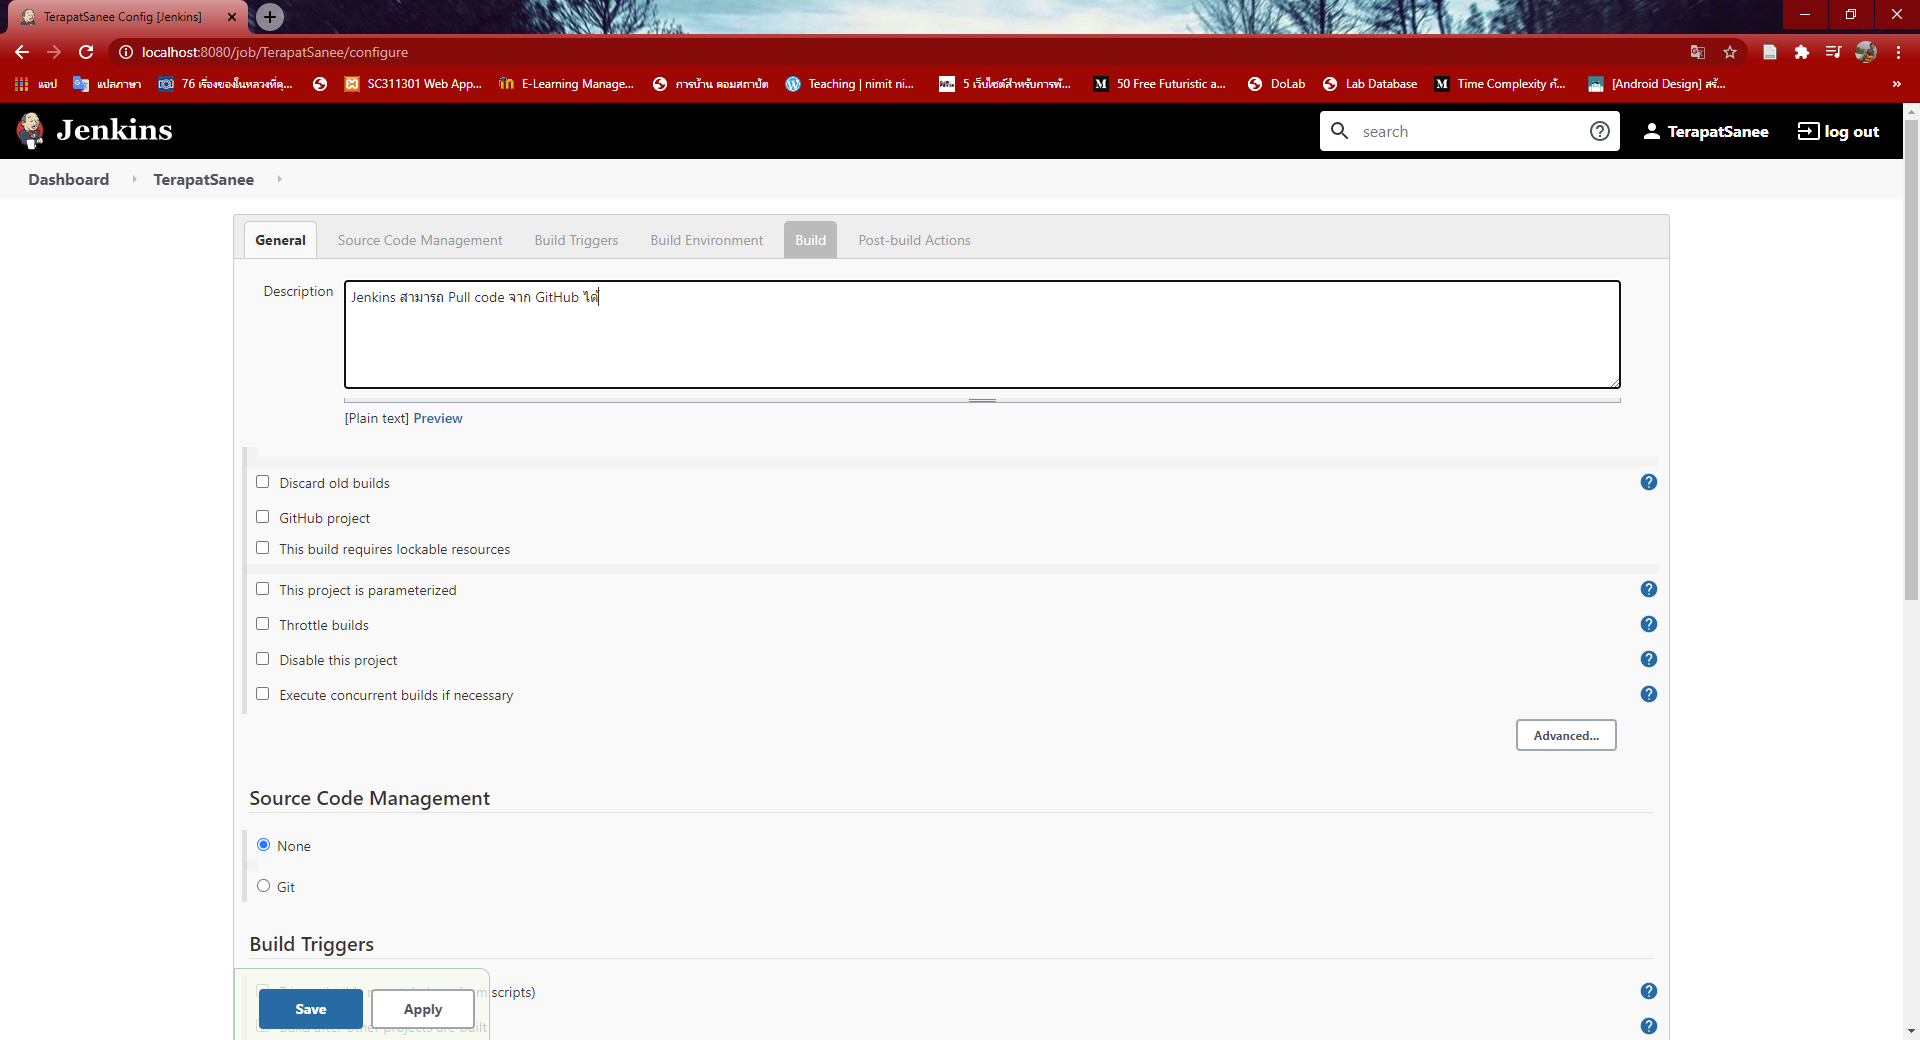 TerapatSanee Config [Jenkins]
localhost:8080/job/TerapatSanee/configure
แอป
แปลภาษา
76 เรื่องของในหลวงที่ดุ...
SC311301 Web App...
E-Learning Manage...
การบ้าน ดอมสถาปัต
Teaching | nimit ni...
5 เว็บไซต์สำหรับการพั...
50 Free Futuristic a...
DoLab
Lab Database
Time Complexity กั...
[Android Design] สร้...
Jenkins
search
TerapatSanee
log out
Dashboard
TerapatSanee
General
Source Code Management
Build Triggers
Build Environment
Build
Post-build Actions
Description
Jenkins สามารถ Pull code จาก GitHub ได้
[Plain text] Preview
Discard old builds
GitHub project
This build requires lockable resources
This project is parameterized
Throttle builds
Disable this project
Execute concurrent builds if necessary
Advanced...
Source Code Management
None
Git
Build Triggers
scripts)
Save
Apply